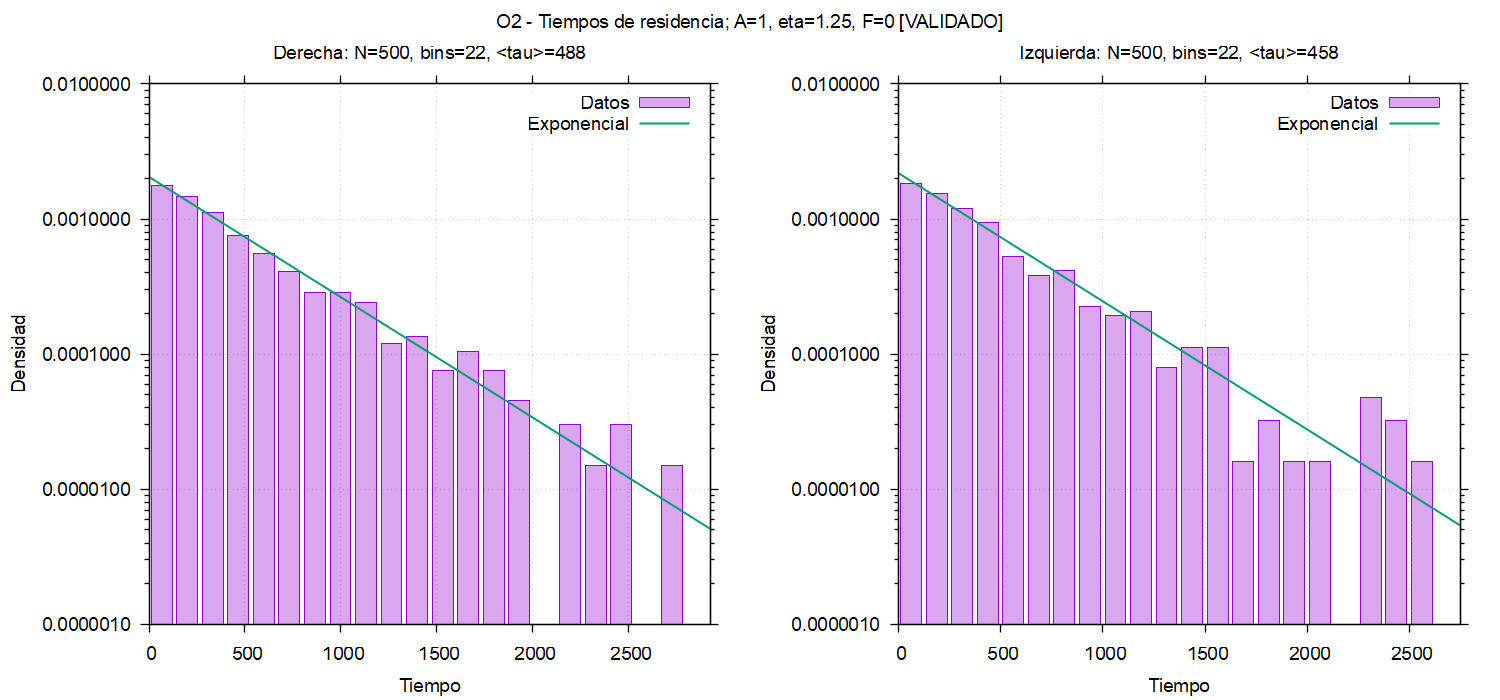 O2 - Tiempos de residencia; A=1, eta=1.25, F=0 [VALIDADO]
Derecha: N=500, bins=22, <tau>=488
Datos
Exponencial
Densidad
0.0100000
0.0010000
0.0001000
0.0000100
0.0000010
0 500 1000 1500 2000 2500
Tiempo
Izquierda: N=500, bins=22, <tau>=458
Datos
Exponencial
Densidad
0.0100000
0.0010000
0.0001000
0.0000100
0.0000010
0 500 1000 1500 2000 2500
Tiempo